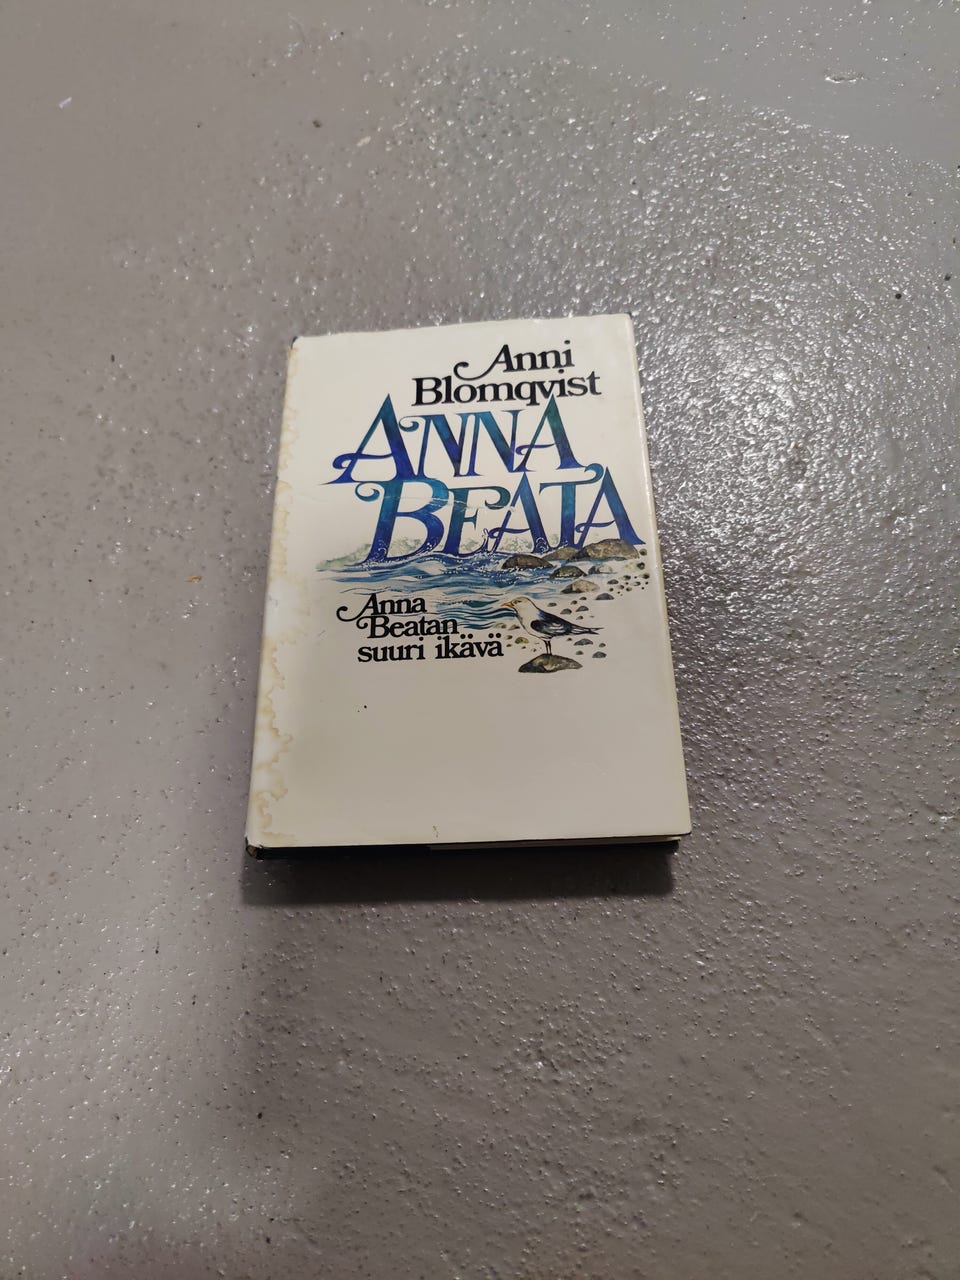 Anni
Blomqvist
ANNA
BEATA
Anna
Beatan
suuri ikävä